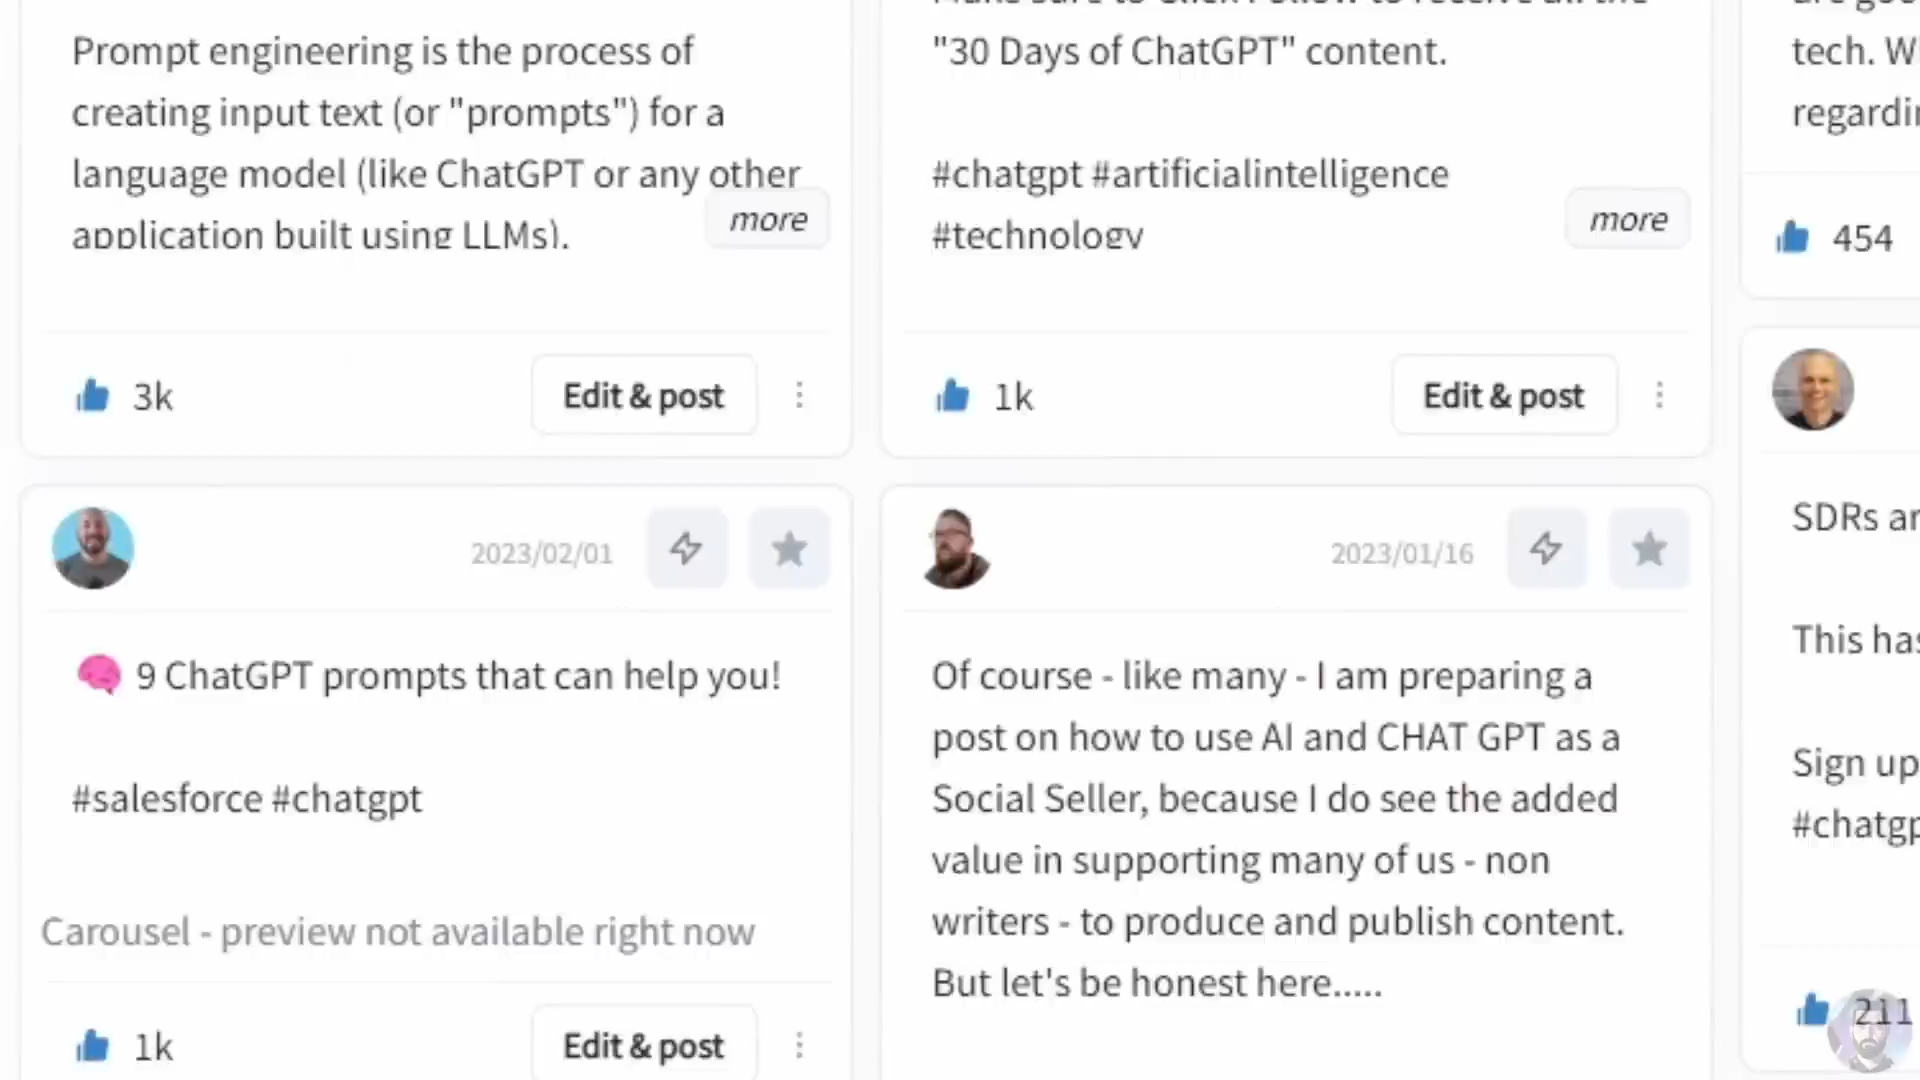 Prompt engineering is the process of
creating input text (or "prompts") for a
language model (like ChatGPT or any other
application built using LLMs).
more
3k
Edit & post
"30 Days of ChatGPT" content.
#chatgpt #artificialintelligence
#technology
more
1k
Edit & post
tech.
454
2023/02/01
9 ChatGPT prompts that can help you!
#salesforce #chatgpt
Carousel - preview not available right now
1k
Edit & post
2023/01/16
Of course - like many - I am preparing a
post on how to use AI and CHAT GPT as a
Social Seller, because I do see the added
value in supporting many of us - non
writers - to produce and publish content.
But let's be honest here.....
SDRs
This
Sign up
211